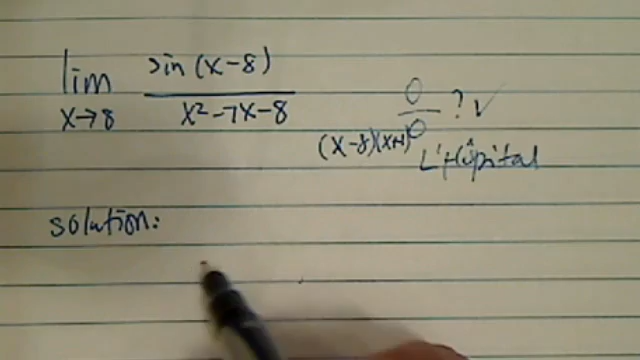 lim sin(x-8)
x→8 x²-7x-8
0/0 ? ✓
(x-8)(x+1)
L'Hôpital
solution: